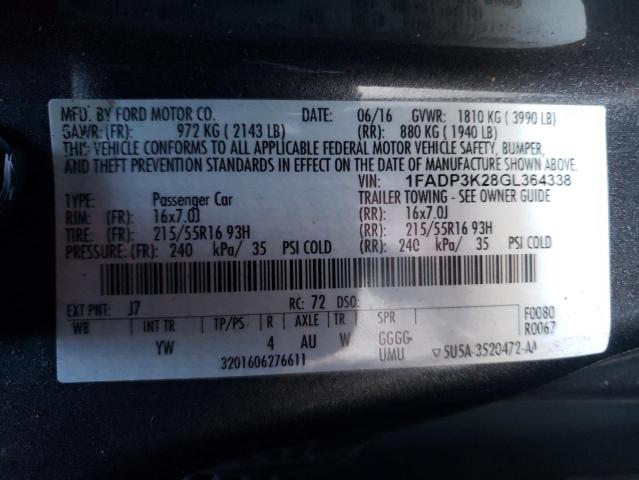 MFD. BY FORD MOTOR CO. DATE: 06/16 GVWR: 1810 KG ( 3990 LB)
GAWR: (FR): 972 KG ( 2143 LB) (RR): 880 KG ( 1940 LB)
THIS VEHICLE CONFORMS TO ALL APPLICABLE FEDERAL MOTOR VEHICLE SAFETY, BUMPER,
AND THEFT PREVENTION STANDARDS IN EFFECT ON THE DATE OF MANUFACTURE SHOWN ABOVE.
VIN: 1FADP3K28GL364338
TYPE: Passenger Car TRAILER TOWING - SEE OWNER GUIDE
RIM: (FR): 16x7.0J (RR): 16x7.0J
TIRE: (FR): 215/55R16 93H (RR): 215/55R16 93H
PRESSURE: (FR): 240 kPa/ 35 PSI COLD (RR): 240 kPa/ 35 PSI COLD
EXT PNT: J7 RC: 72 DSO: F0080
WB INT TR TP/PS R AXLE TR SPR R0067
YW 4 AU W GGGG-
UMU
3201606276611 5U5A-3520472-AA